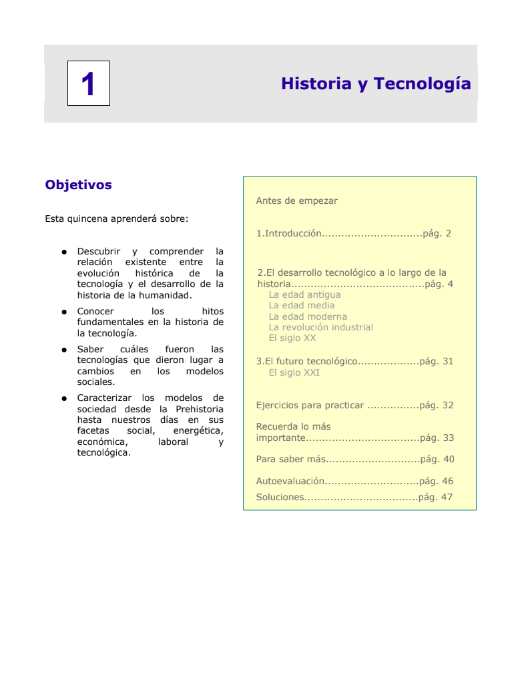 1
Historia y Tecnología
Objetivos
Esta quincena aprenderá sobre:
● Descubrir y comprender la
relación existente entre la
evolución histórica de la
tecnología y el desarrollo de la
historia de la humanidad.
● Conocer los hitos
fundamentales en la historia de
la tecnología.
● Saber cuáles fueron las
tecnologías que dieron lugar a
cambios en los modelos
sociales.
● Caracterizar los modelos de
sociedad desde la Prehistoria
hasta nuestros días en sus
facetas social, energética,
económica, laboral y
tecnológica.
Antes de empezar
1.Introducción..............................pág. 2
2.El desarrollo tecnológico a lo largo de la
historia........................................pág. 4
La edad antigua
La edad media
La edad moderna
La revolución industrial
El siglo XX
3.El futuro tecnológico..................pág. 31
El siglo XXI
Ejercicios para practicar ................pág. 32
Recuerda lo más
importante..................................pág. 33
Para saber más............................pág. 40
Autoevaluación............................pág. 46
Soluciones..................................pág. 47